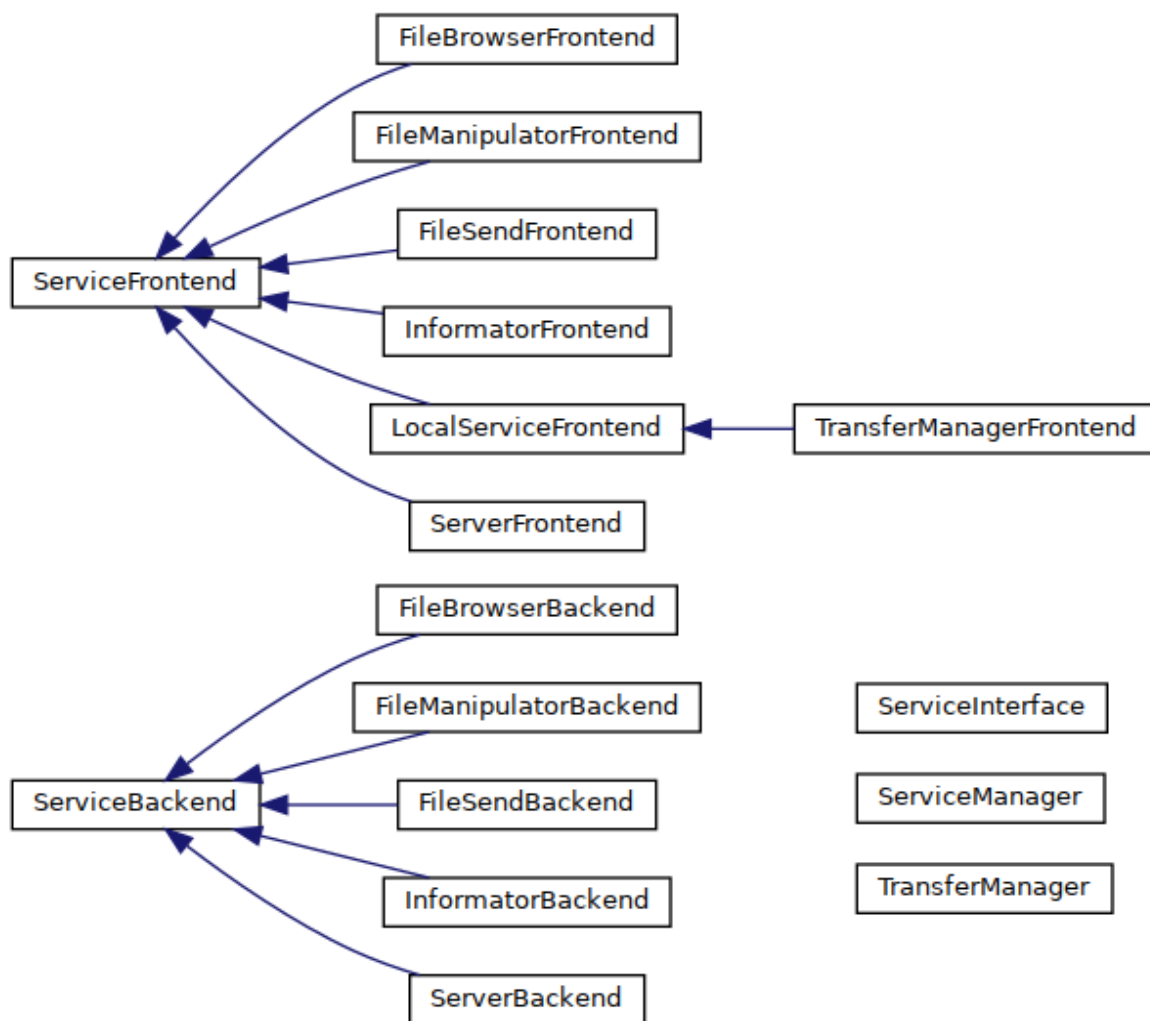 FileBrowserFrontend
FileManipulatorFrontend
FileSendFrontend
ServiceFrontend
InformatorFrontend
LocalServiceFrontend
TransferManagerFrontend
ServerFrontend
FileBrowserBackend
FileManipulatorBackend
ServiceInterface
ServiceBackend
FileSendBackend
ServiceManager
InformatorBackend
TransferManager
ServerBackend